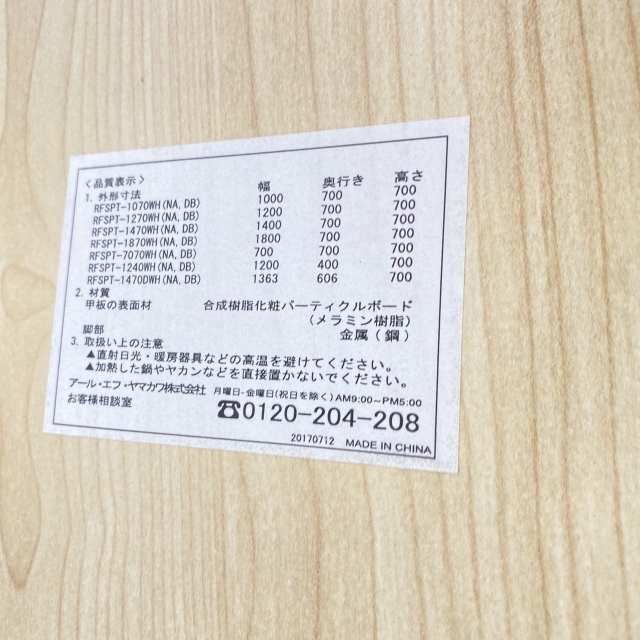 ＜品質表示＞
1. 外形寸法 幅 奥行き 高さ
RFSPT-1070WH(NA,DB) 1000 700 700
RFSPT-1270WH(NA,DB) 1200 700 700
RFSPT-1470WH(NA,DB) 1400 700 700
RFSPT-1870WH(NA,DB) 1800 700 700
RFSPT-7070WH(NA,DB) 700 700 700
RFSPT-1240WH(NA,DB) 1200 400 700
RFSPT-1470DWH(NA,DB) 1363 606 700
2. 材質
甲板の表面材 合成樹脂化粧パーティクルボード
（メラミン樹脂）
脚部 金属（鋼）
3. 取扱い上の注意
▲直射日光・暖房器具などの高温を避けてください。
▲加熱した鍋やヤカンなどを直接置かないでください。
アール・エフ・ヤマカワ株式会社 月曜日-金曜日(祝日を除く)AM9:00~PM5:00
お客様相談室 ☎0120-204-208
20170712 MADE IN CHINA